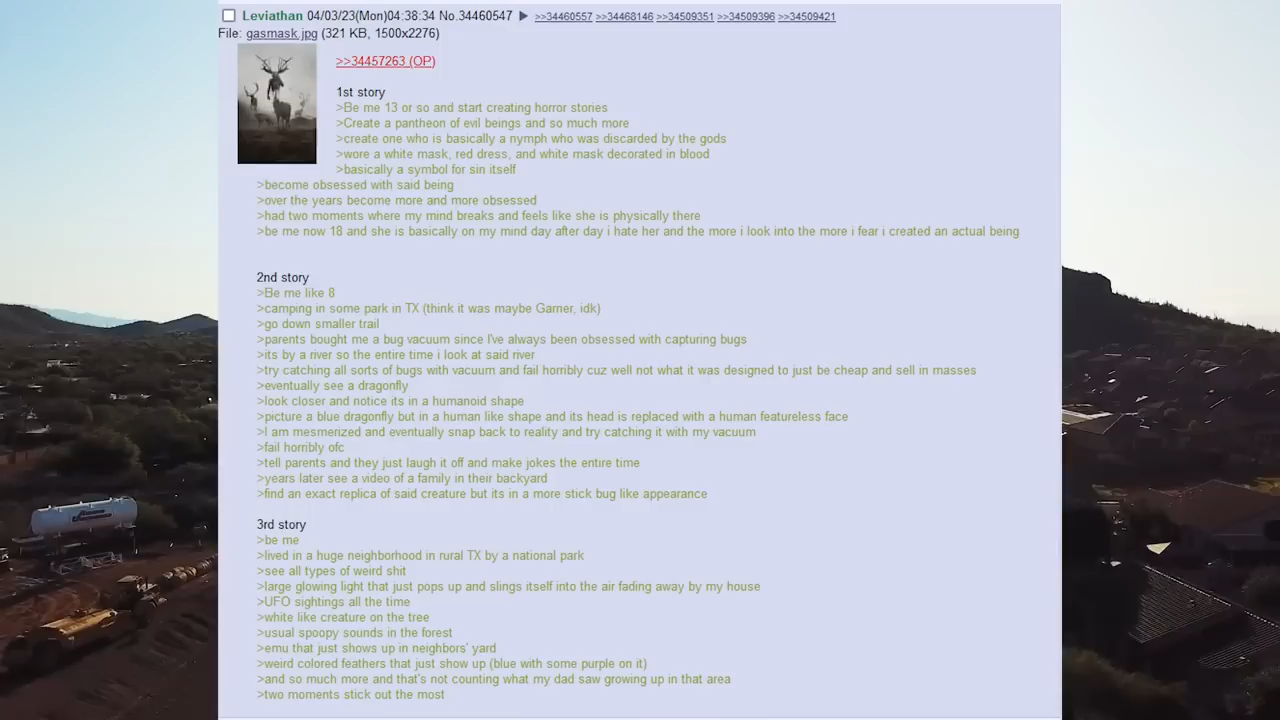 Leviathan 04/03/23(Mon)04:38:34 No.34460547 ▶ >>34460557 >>34468146 >>34509351 >>34509396 >>34509421
File: gasmask.jpg (321 KB, 1500x2276)
>>34457263 (OP)
1st story
>Be me 13 or so and start creating horror stories
>Create a pantheon of evil beings and so much more
>create one who is basically a nymph who was discarded by the gods
>wore a white mask, red dress, and white mask decorated in blood
>basically a symbol for sin itself
>become obsessed with said being
>over the years become more and more obsessed
>had two moments where my mind breaks and feels like she is physically there
>be me now 18 and she is basically on my mind day after day i hate her and the more i look into the more i fear i created an actual being
2nd story
>Be me like 8
>camping in some park in TX (think it was maybe Garner, idk)
>go down smaller trail
>parents bought me a bug vacuum since I've always been obsessed with capturing bugs
>its by a river so the entire time i look at said river
>try catching all sorts of bugs with vacuum and fail horribly cuz well not what it was designed to just be cheap and sell in masses
>eventually see a dragonfly
>look closer and notice its in a humanoid shape
>picture a blue dragonfly but in a human like shape and its head is replaced with a human featureless face
>I am mesmerized and eventually snap back to reality and try catching it with my vacuum
>fail horribly ofc
>tell parents and they just laugh it off and make jokes the entire time
>years later see a video of a family in their backyard
>find an exact replica of said creature but its in a more stick bug like appearance
3rd story
>be me
>lived in a huge neighborhood in rural TX by a national park
>see all types of weird shit
>large glowing light that just pops up and slings itself into the air fading away by my house
>UFO sightings all the time
>white like creature on the tree
>usual spoopy sounds in the forest
>emu that just shows up in neighbors' yard
>weird colored feathers that just show up (blue with some purple on it)
>and so much more and that's not counting what my dad saw growing up in that area
>two moments stick out the most